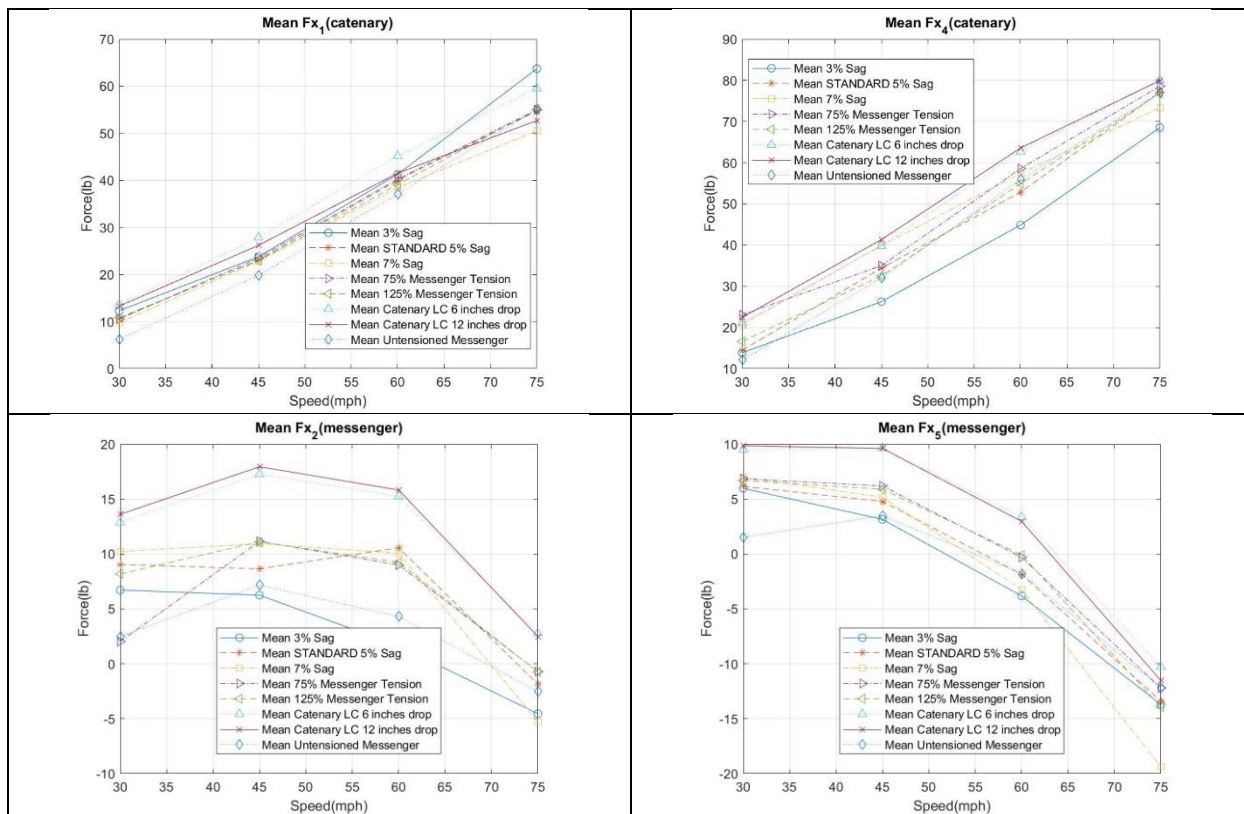 Mean Fx1(catenary)
70
60
50
40
30
20
10
0
Force(lb)
Mean 3% Sag
Mean STANDARD 5% Sag
Mean 7% Sag
Mean 75% Messenger Tension
Mean 125% Messenger Tension
Mean Catenary LC 6 inches drop
Mean Catenary LC 12 inches drop
Mean Untensioned Messenger
30 35 40 45 50 55 60 65 70 75
Speed(mph)
Mean Fx4(catenary)
90
80
70
60
50
40
30
20
10
Force(lb)
Mean 3% Sag
Mean STANDARD 5% Sag
Mean 7% Sag
Mean 75% Messenger Tension
Mean 125% Messenger Tension
Mean Catenary LC 6 inches drop
Mean Catenary LC 12 inches drop
Mean Untensioned Messenger
30 35 40 45 50 55 60 65 70 75
Speed(mph)
Mean Fx2(messenger)
20
15
10
5
0
-5
-10
Force(lb)
Mean 3% Sag
Mean STANDARD 5% Sag
Mean 7% Sag
Mean 75% Messenger Tension
Mean 125% Messenger Tension
Mean Catenary LC 6 inches drop
Mean Catenary LC 12 inches drop
Mean Untensioned Messenger
30 35 40 45 50 55 60 65 70 75
Speed(mph)
Mean Fx5(messenger)
10
5
0
-5
-10
-15
-20
Force(lb)
Mean 3% Sag
Mean STANDARD 5% Sag
Mean 7% Sag
Mean 75% Messenger Tension
Mean 125% Messenger Tension
Mean Catenary LC 6 inches drop
Mean Catenary LC 12 inches drop
Mean Untensioned Messenger
30 35 40 45 50 55 60 65 70 75
Speed(mph)